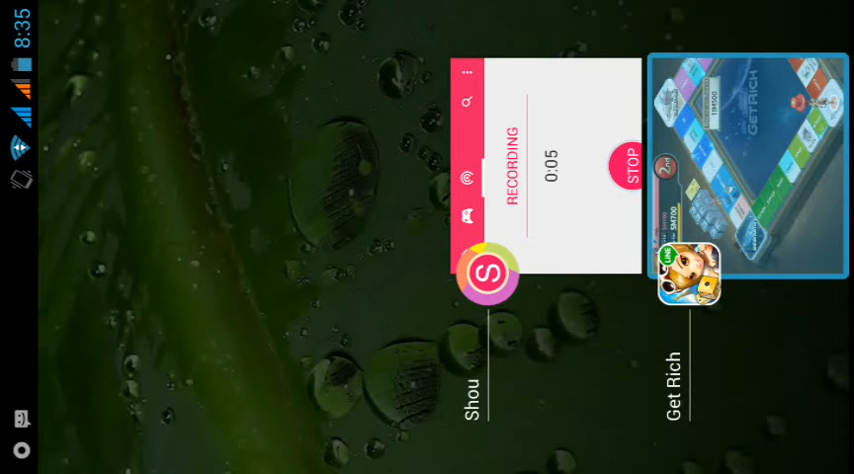 8:35
RECORDING
0:05
STOP
S
Shou
GET RICH
2nd
LINE
Get Rich